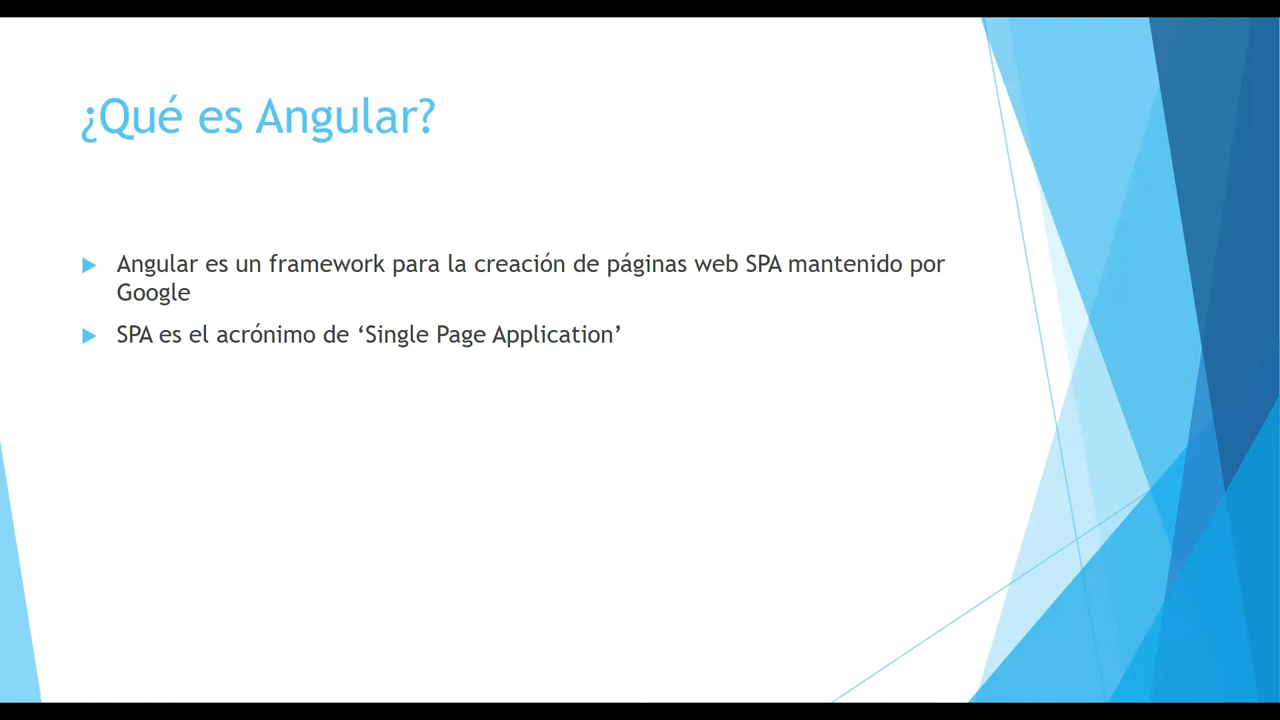 ¿Qué es Angular?
Angular es un framework para la creación de páginas web SPA mantenido por
Google
SPA es el acrónimo de ‘Single Page Application’